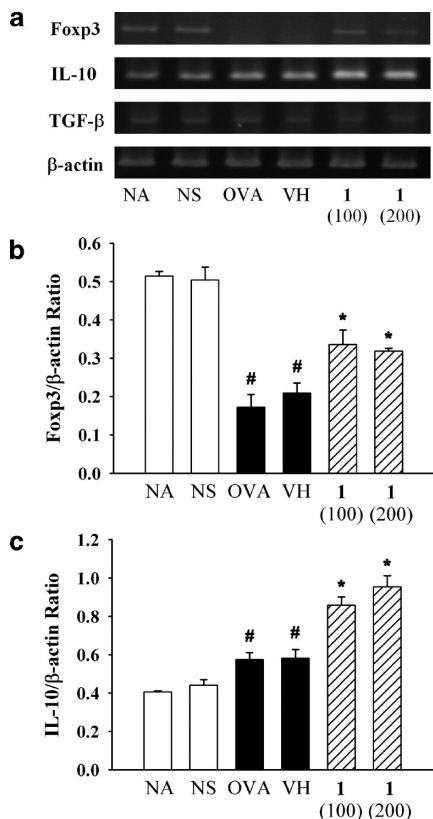 a
Foxp3
IL-10
TGF-β
β-actin
NA NS OVA VH 1 1
(100) (200)
b
Foxp3/β-actin Ratio
0.6
0.5
0.4
0.3
0.2
0.1
0.0
# # * *
NA NS OVA VH 1 1
(100) (200)
c
IL-10/β-actin Ratio
1.2
1.0
0.8
0.6
0.4
0.2
0.0
# # * *
NA NS OVA VH 1 1
(100) (200)